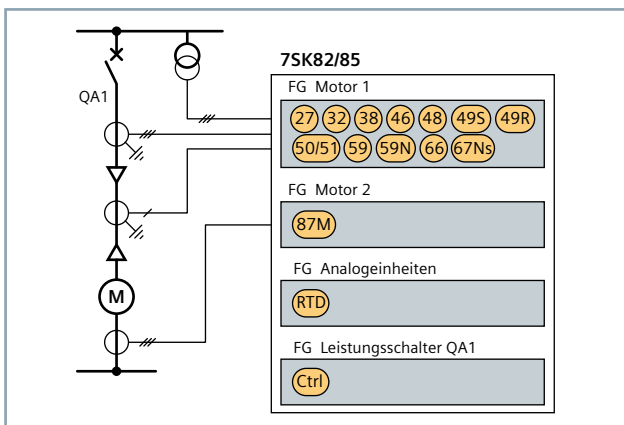 7SK82/85
QA1
FG Motor 1
27 32 38 46 48 49S 49R
50/51 59 59N 66 67Ns
FG Motor 2
87M
M
FG Analogeinheiten
RTD
FG Leistungsschalter QA1
Ctrl